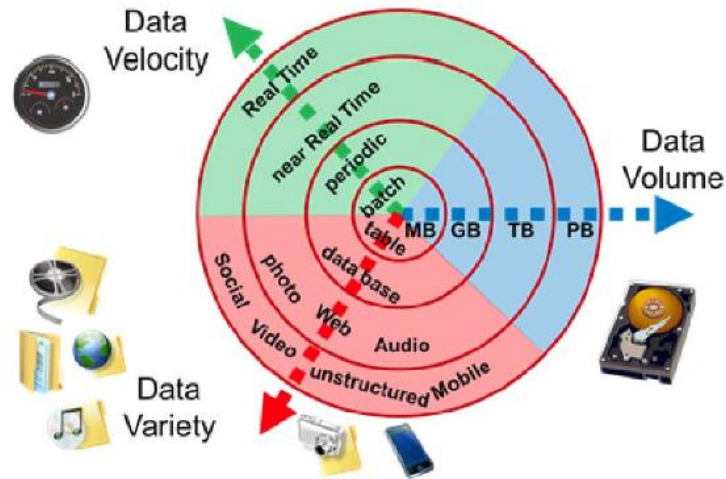 Data
Velocity
Real Time
near Real Time
periodic
batch
Data
Volume
MB GB TB PB
table
data base
photo Web Audio
Social Video unstructured Mobile
Data
Variety